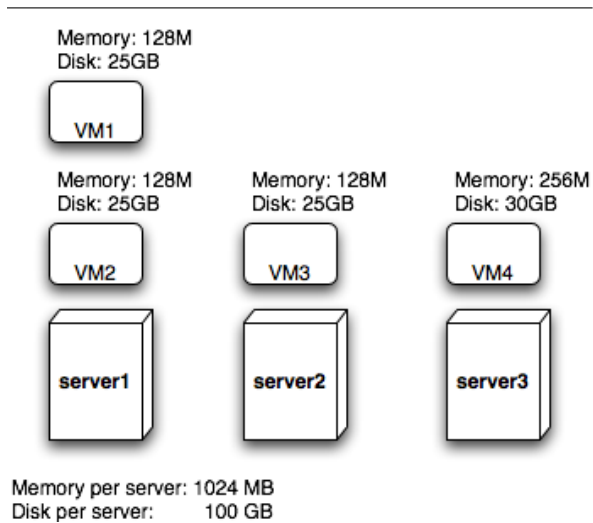 Memory: 128M
Disk: 25GB
VM1
Memory: 128M
Disk: 25GB
VM2
Memory: 128M
Disk: 25GB
VM3
Memory: 256M
Disk: 30GB
VM4
server1
server2
server3
Memory per server: 1024 MB
Disk per server: 100 GB